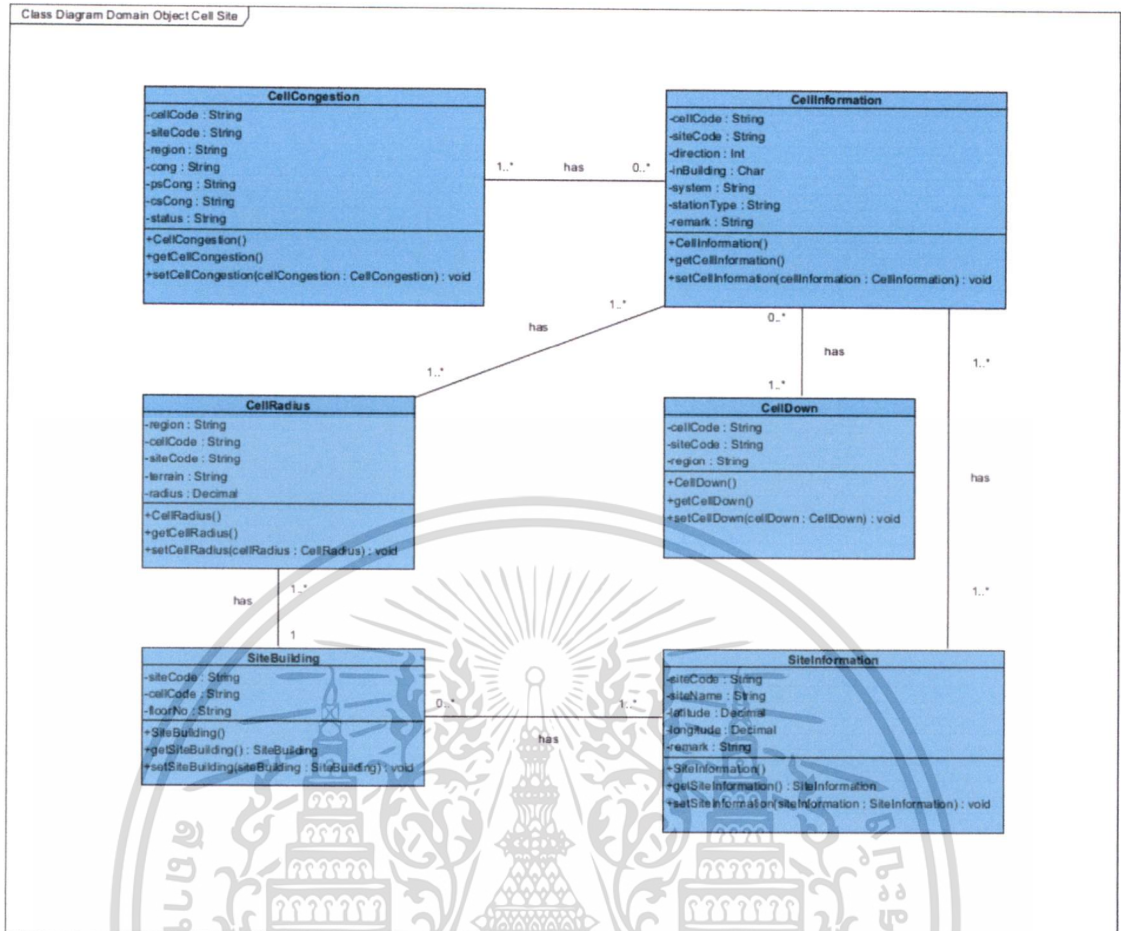 Class Diagram Domain Object Cell Site
CellCongestion
-cellCode : String
-siteCode : String
-region : String
-cong : String
-psCong : String
-csCong : String
-status : String
+CellCongestion()
+getCellCongestion()
+setCellCongestion(cellCongestion : CellCongestion) : void
1..* has 0..*
CellInformation
-cellCode : String
-siteCode : String
-direction : Int
-inBuilding : Char
-system : String
-stationType : String
-remark : String
+CellInformation()
+getCellInformation()
+setCellInformation(cellInformation : CellInformation) : void
1..*
has
1..*
0..*
has
1..*
1..*
has
1..*
CellRadius
-region : String
-cellCode : String
-siteCode : String
-terrain : String
-radius : Decimal
+CellRadius()
+getCellRadius()
+setCellRadius(cellRadius : CellRadius) : void
CellDown
-cellCode : String
-siteCode : String
-region : String
+CellDown()
+getCellDown()
+setCellDown(cellDown : CellDown) : void
1..*
has
1
SiteBuilding
-siteCode : String
-cellCode : String
-floorNo : String
+SiteBuilding()
+getSiteBuilding() : SiteBuilding
+setSiteBuilding(siteBuilding : SiteBuilding) : void
0..* has 1..*
SiteInformation
-siteCode : String
-siteName : String
-latitude : Decimal
-longitude : Decimal
-remark : String
+SiteInformation()
+getSiteInformation() : SiteInformation
+setSiteInformation(siteInformation : SiteInformation) : void